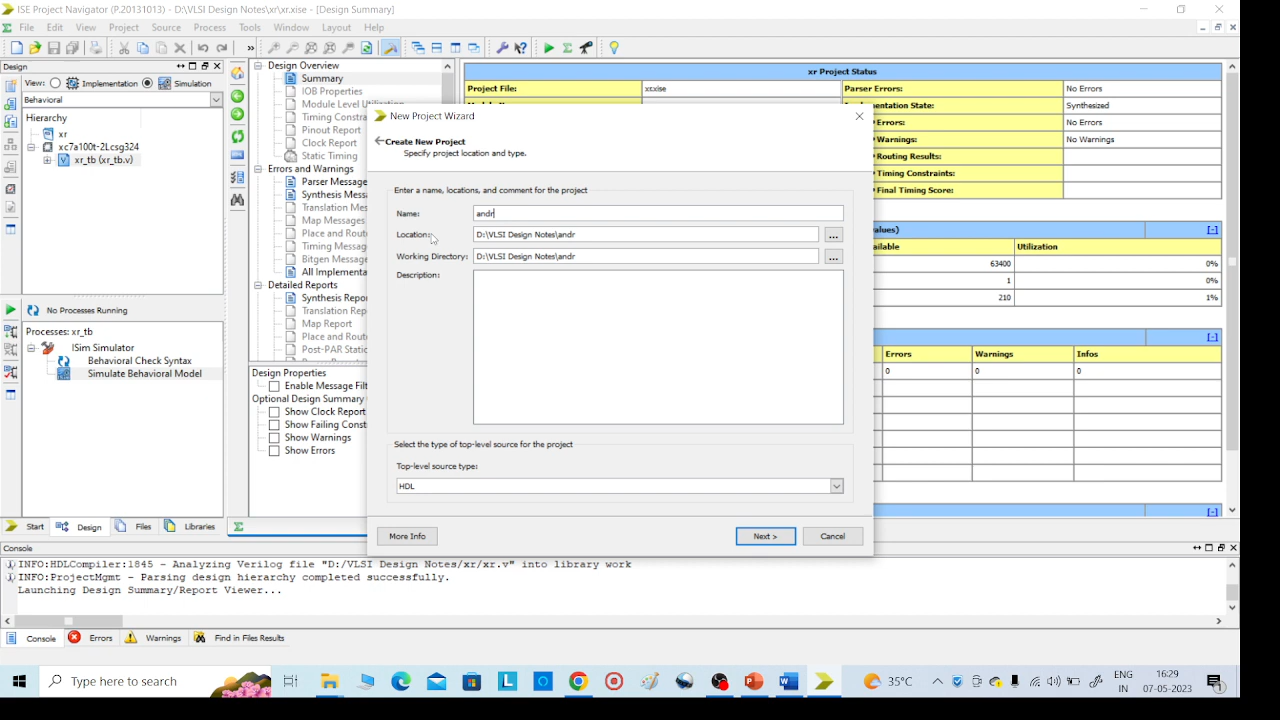 ISE Project Navigator (P.20131013) - D:\VLSI Design Notes\xr\xr.xise - [Design Summary]
File Edit View Project Source Process Tools Window Layout Help
Design
View: Implementation Simulation
Behavioral
Hierarchy
xr
xc7a100t-2Lcsg324
xr_tb (xr_tb.v)
No Processes Running
Processes: xr_tb
ISim Simulator
Behavioral Check Syntax
Simulate Behavioral Model
Start Design Files Libraries
Design Overview
Summary
IOB Properties
Module Level Utilization
Timing Constra
Pinout Report
Clock Report
Static Timing
Errors and Warnings
Parser Message
Synthesis Mess
Translation Mes
Map Messages
Place and Rout
Timing Messag
Bitgen Message
All Implementa
Detailed Reports
Synthesis Repo
Translation Rep
Map Report
Place and Rout
Post-PAR Static
Design Properties
Enable Message Filt
Optional Design Summary
Show Clock Report
Show Failing Const
Show Warnings
Show Errors
xr Project Status
Project File: xr.xise Parser Errors: No Errors
Implementation State: Synthesized
Errors: No Errors
Warnings: No Warnings
Routing Results:
Timing Constraints:
Final Timing Score:
alues) [-]
ailable Utilization
63400 0%
1 0%
210 1%
[-]
Errors Warnings Infos
0 0 0
[-]
New Project Wizard
Create New Project
Specify project location and type.
Enter a name, locations, and comment for the project
Name: andr
Location: D:\VLSI Design Notes\andr ...
Working Directory: D:\VLSI Design Notes\andr ...
Description:
Select the type of top-level source for the project
Top-level source type:
HDL
More Info Next > Cancel
Console
INFO:HDLCompiler:1845 - Analyzing Verilog file "D:/VLSI Design Notes/xr/xr.v" into library work
INFO:ProjectMgmt - Parsing design hierarchy completed successfully.
Launching Design Summary/Report Viewer...
Console Errors Warnings Find in Files Results
Type here to search
35°C
ENG
IN
16:29
07-05-2023
1